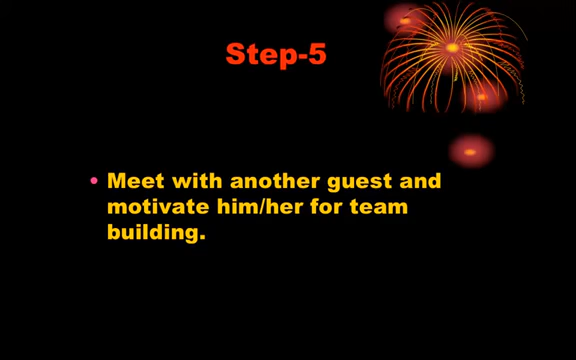 Step-5
• Meet with another guest and
motivate him/her for team
building.